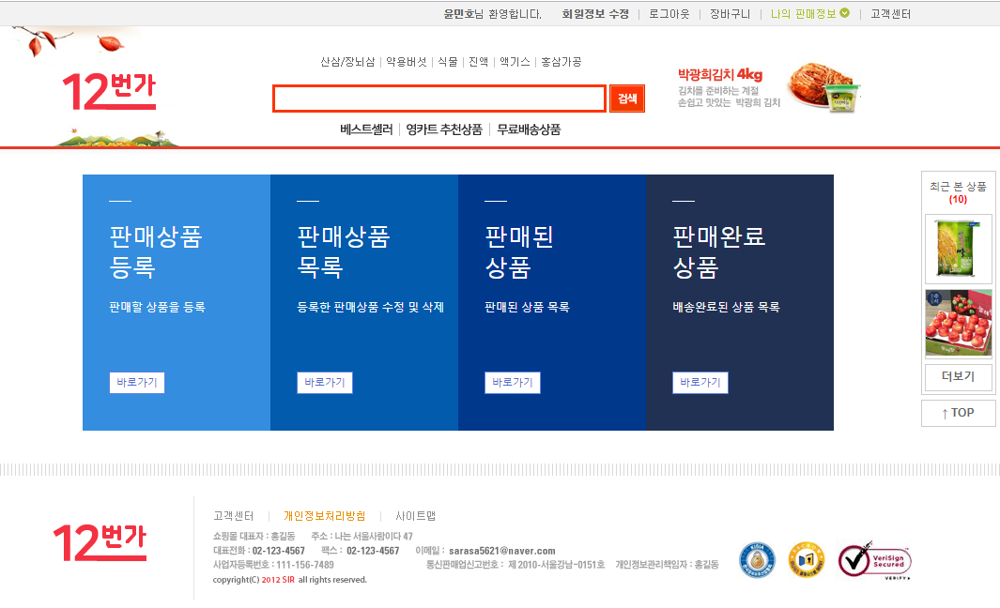 윤민호님 환영합니다. 회원정보 수정 | 로그아웃 | 장바구니 | 나의 판매정보 | 고객센터
12번가
산삼/장뇌삼 | 약용버섯 | 식물 | 진액 | 액기스 | 홍삼가공
검색
베스트셀러 | 영카트 추천상품 | 무료배송상품
박광희김치 4kg
김치를 준비하는 계절
손쉽고 맛있는 박광희 김치
판매상품
등록
판매할 상품을 등록
바로가기
판매상품
목록
등록한 판매상품 수정 및 삭제
바로가기
판매된
상품
판매된 상품 목록
바로가기
판매완료
상품
배송완료된 상품 목록
바로가기
최근 본 상품
(10)
더보기
↑ TOP
12번가
고객센터 | 개인정보처리방침 | 사이트맵
쇼핑몰 대표자 : 홍길동 주소 : 나는 서울사람이다 47
대표전화 : 02-123-4567 팩스 : 02-123-4567 이메일 : sarasa5621@naver.com
사업자등록번호 : 111-156-7489 통신판매업신고번호 : 제 2010-서울강남-0151호 개인정보관리책임자 : 홍길동
copyright(C) 2012 SIR all rights reserved.
VeriSign
Secured
VERIFY